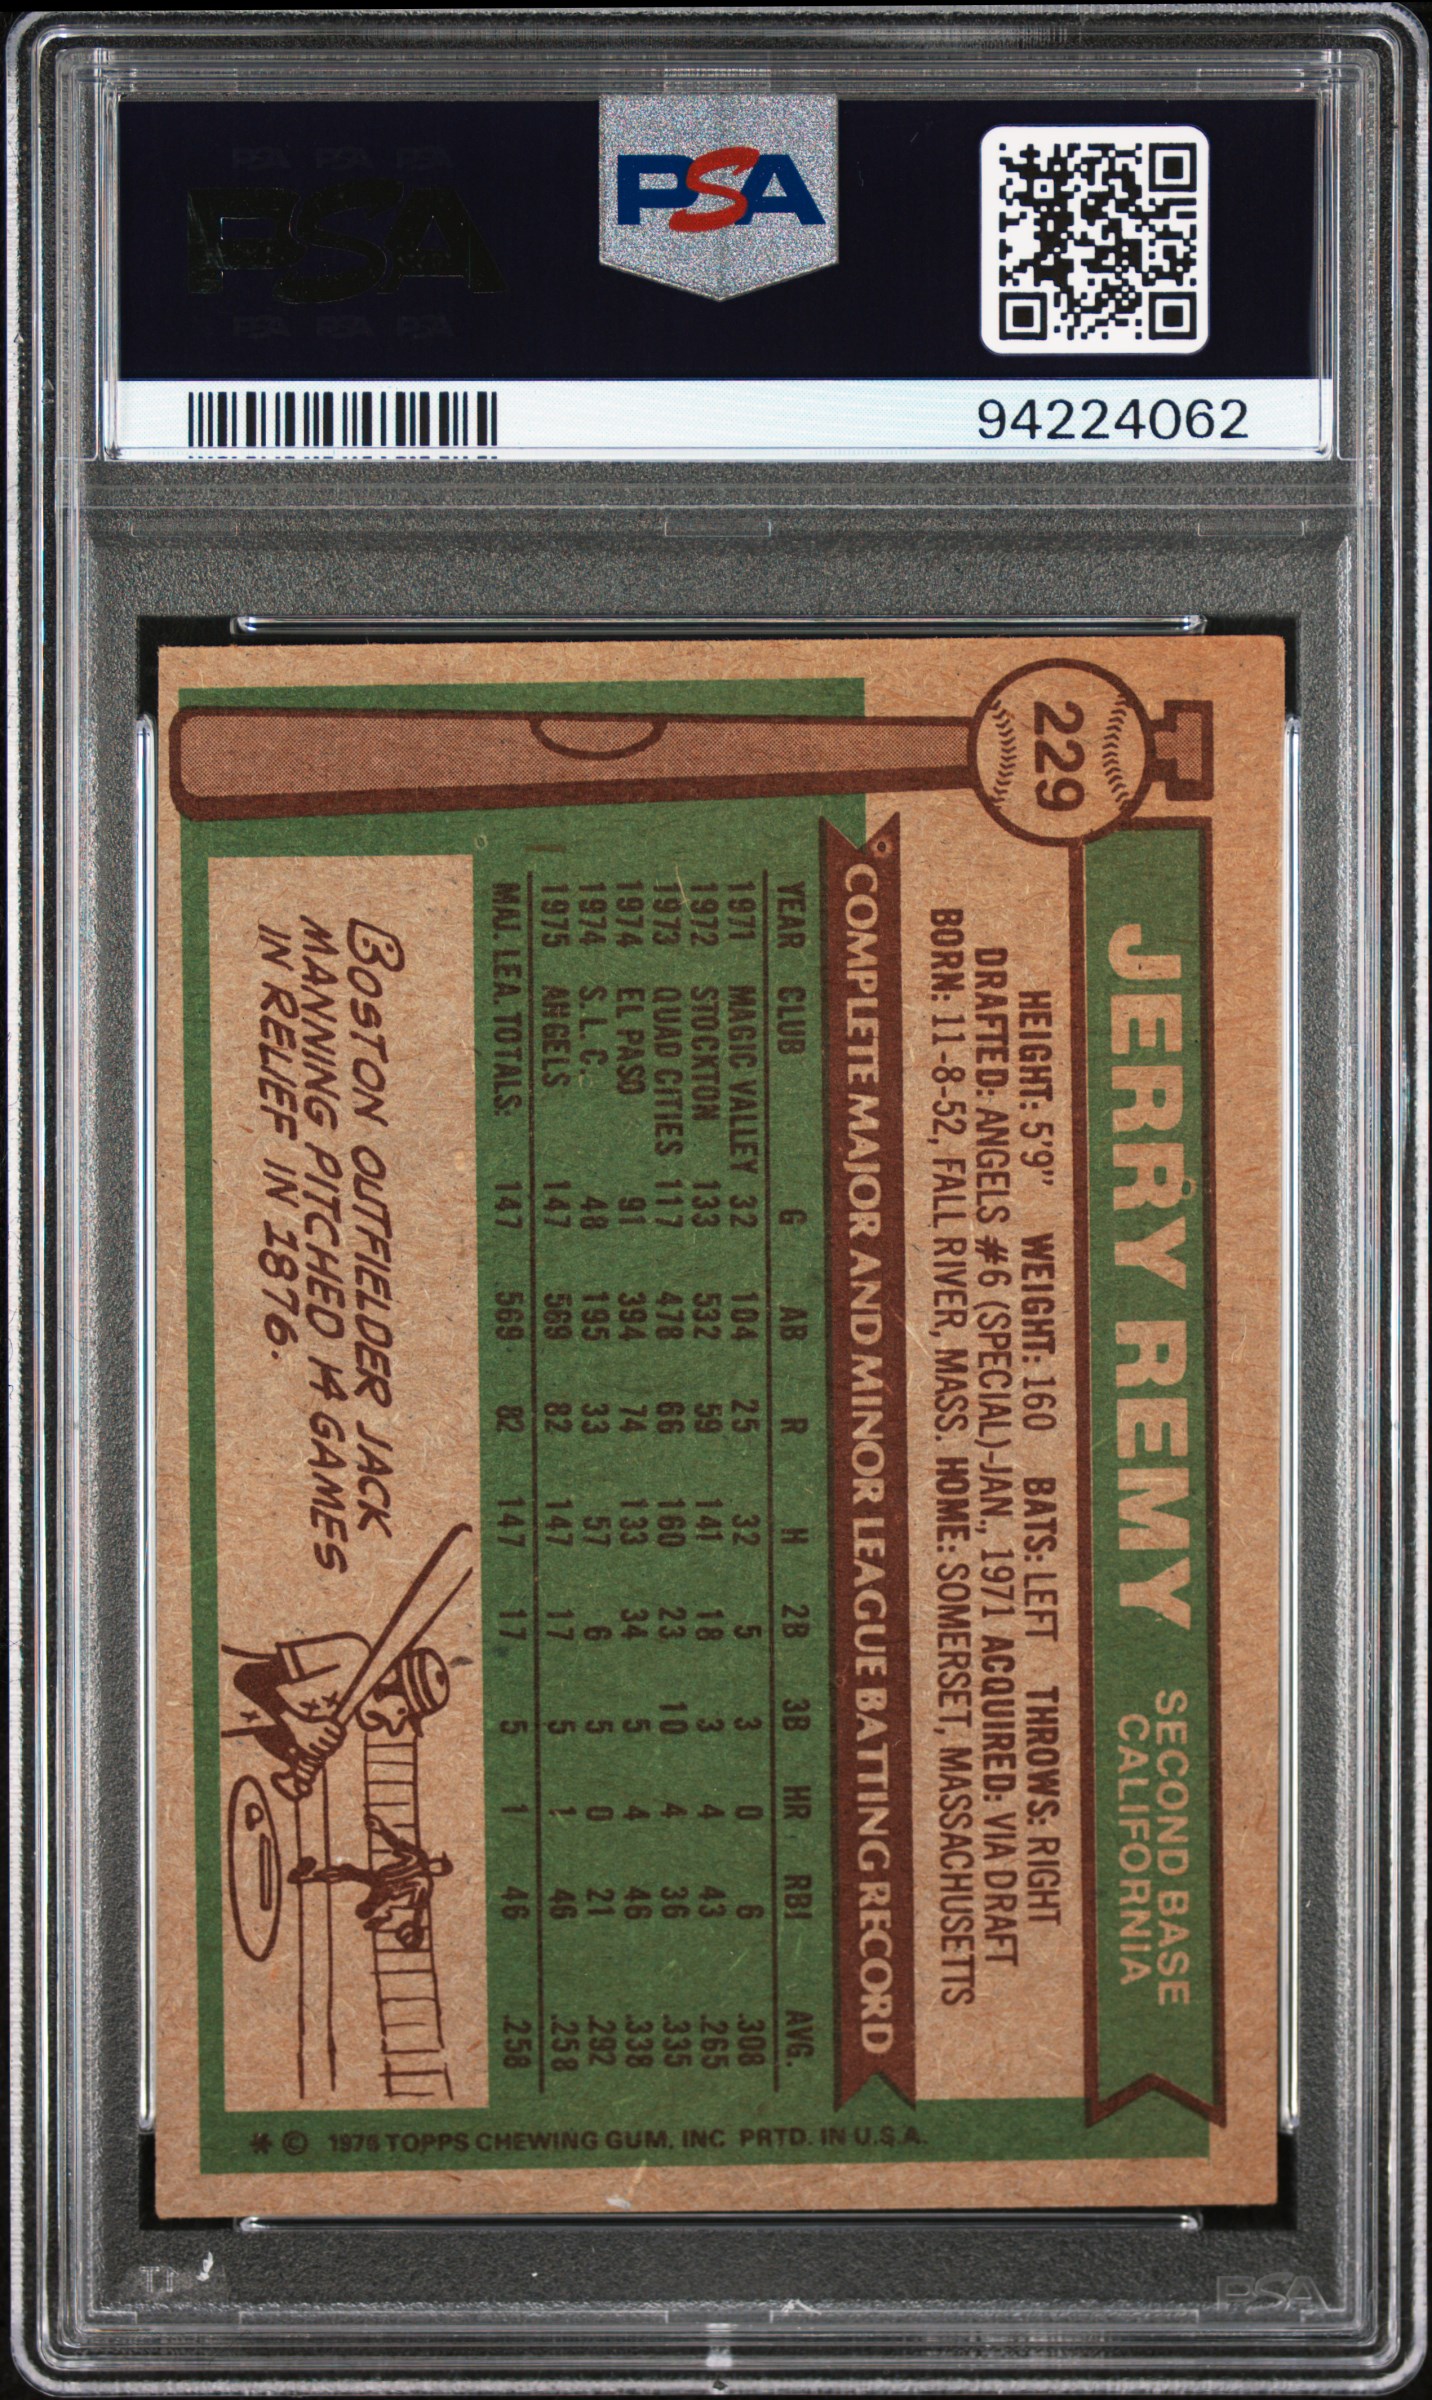 PSA
PSA
94224062
229
JERRY REMY
SECOND BASE
CALIFORNIA
HEIGHT: 5'9" WEIGHT: 160 BATS: LEFT THROWS: RIGHT
DRAFTED: ANGELS #6 (SPECIAL)-JAN., 1971 ACQUIRED: VIA DRAFT
BORN: 11-8-52, FALL RIVER, MASS. HOME: SOMERSET, MASSACHUSETTS
COMPLETE MAJOR AND MINOR LEAGUE BATTING RECORD
YEAR CLUB G AB R H 2B 3B HR RBI AVG.
1971 MAGIC VALLEY 32 104 25 32 5 3 0 6 .308
1972 STOCKTON 133 532 59 141 18 3 4 43 .265
1973 QUAD CITIES 117 478 66 160 23 10 4 36 .335
1974 EL PASO 91 394 74 133 34 5 4 46 .338
1974 S.L.C. 48 195 33 57 6 5 0 21 .292
1975 ANGELS 147 569 82 147 17 5 1 46 .258
MAJ. LEA. TOTALS: 147 569 82 147 17 5 1 46 .258
BOSTON OUTFIELDER JACK
MANNING PITCHED 14 GAMES
IN RELIEF IN 1876.
* © 1976 TOPPS CHEWING GUM, INC PRTD. IN U.S.A.
PSA